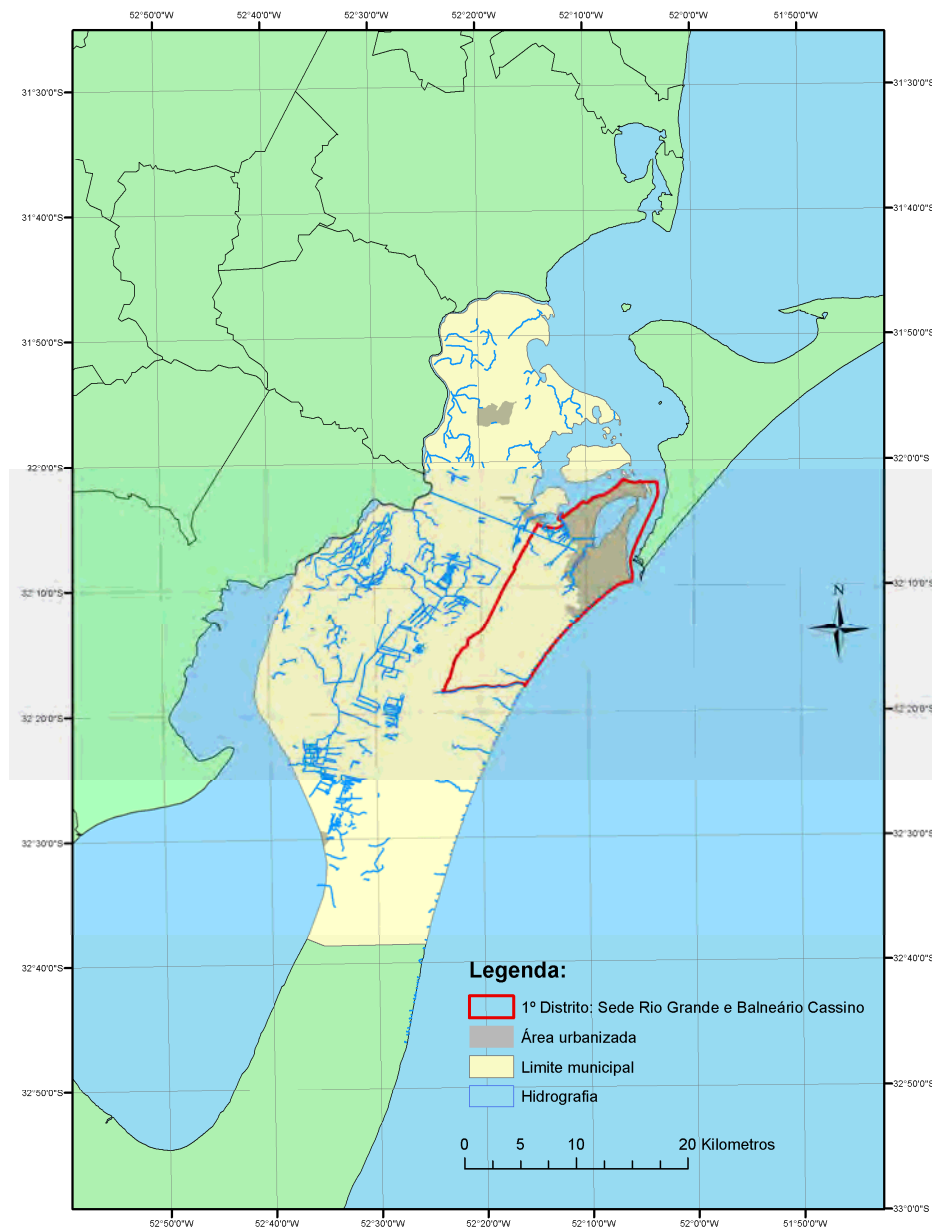 52°50'0"W 52°40'0"W 52°30'0"W 52°20'0"W 52°10'0"W 52°0'0"W 51°50'0"W
31°30'0"S 31°30'0"S
31°40'0"S 31°40'0"S
31°50'0"S 31°50'0"S
32°0'0"S 32°0'0"S
32°10'0"S 32°10'0"S
N
32°20'0"S 32°20'0"S
32°30'0"S 32°30'0"S
32°40'0"S 32°40'0"S
Legenda:
1º Distrito: Sede Rio Grande e Balneário Cassino
Área urbanizada
Limite municipal
Hidrografia
32°50'0"S 32°50'0"S
0 5 10 20 Kilometros
33°0'0"S
52°50'0"W 52°40'0"W 52°30'0"W 52°20'0"W 52°10'0"W 52°0'0"W 51°50'0"W